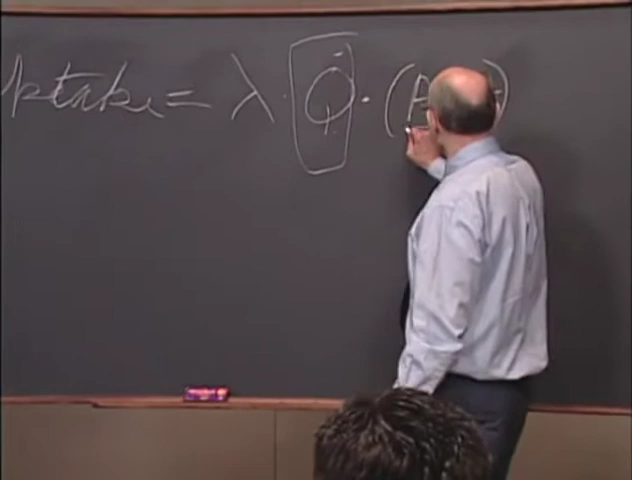 ptake = λ · Q̇ · (P